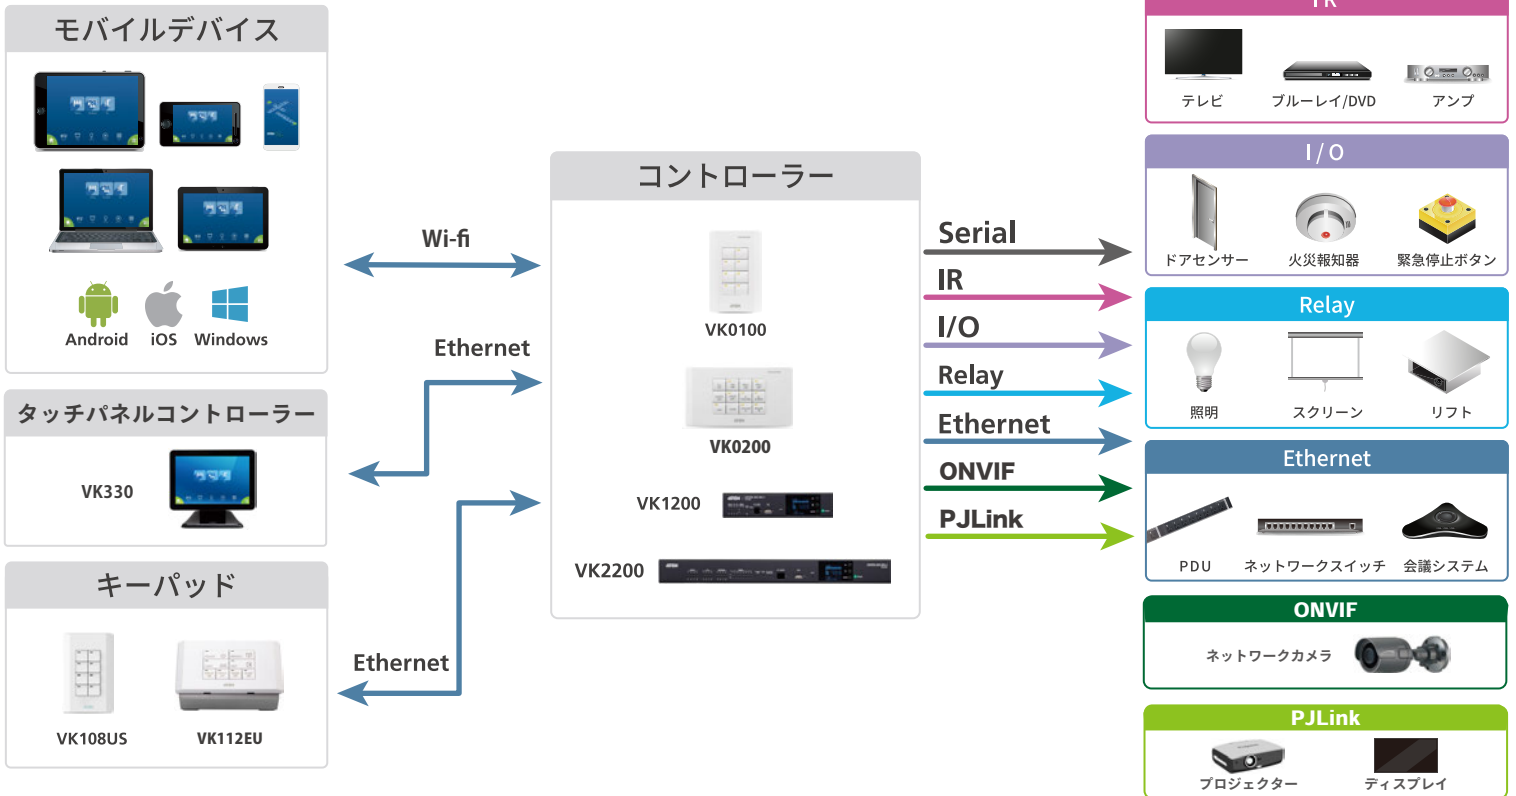 モバイルデバイス
Android
iOS
Windows
タッチパネルコントローラー
VK330
キーパッド
VK108US
VK112EU
Wi-fi
Ethernet
Ethernet
コントローラー
VK0100
VK0200
VK1200
VK2200
Serial
IR
I/O
Relay
Ethernet
ONVIF
PJLink
IR
テレビ
ブルーレイ/DVD
アンプ
I/O
ドアセンサー
火災報知器
緊急停止ボタン
Relay
照明
スクリーン
リフト
Ethernet
PDU
ネットワークスイッチ
会議システム
ONVIF
ネットワークカメラ
PJLink
プロジェクター
ディスプレイ